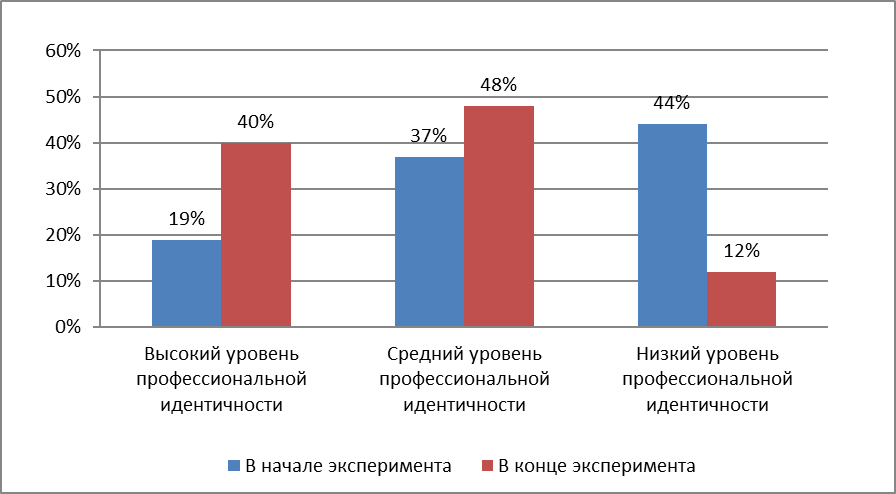 60%
50%
40%
30%
20%
10%
0%
19%
40%
37%
48%
44%
12%
Высокий уровень
профессиональной
идентичности
Средний уровень
профессиональной
идентичности
Низкий уровень
профессиональной
идентичности
В начале эксперимента
В конце эксперимента